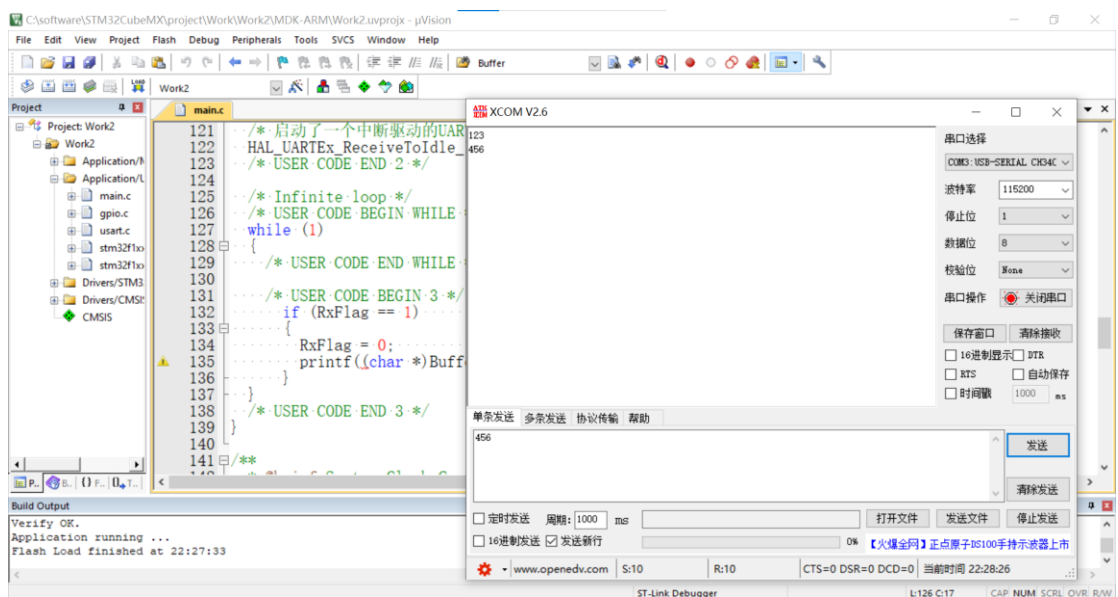 C:\software\STM32CubeMX\project\Work\Work2\MDK-ARM\Work2.uvprojx - µVision
File Edit View Project Flash Debug Peripherals Tools SVCS Window Help
Buffer
Work2
Project
main.c
Project: Work2
Work2
Application/M
Application/U
main.c
gpio.c
usart.c
stm32f1xx
stm32f1xx
Drivers/STM3
Drivers/CMSIS
CMSIS
121 /* 启动了一个中断驱动的UAR
122 HAL_UARTEx_ReceiveToIdle_
123 /* USER CODE END 2 */
124
125 /* Infinite loop */
126 /* USER CODE BEGIN WHILE
127 while (1)
128 {
129 /* USER CODE END WHILE
130
131 /* USER CODE BEGIN 3 */
132 if (RxFlag == 1)
133 {
134 RxFlag = 0;
135 printf((char *)Buff
136 }
137 }
138 /* USER CODE END 3 */
139 }
140
141 /**
P.. B.. {} F.. 0 T..
XCOM V2.6
123
456
串口选择
COM3:USB-SERIAL CH34C
波特率 115200
停止位 1
数据位 8
校验位 None
串口操作 关闭串口
保存窗口 清除接收
16进制显示 DTR
RTS 自动保存
时间戳 1000 ms
单条发送 多条发送 协议传输 帮助
456
发送
清除发送
定时发送 周期: 1000 ms 打开文件 发送文件 停止发送
16进制发送 发送新行 0% 【火爆全网】正点原子DS100手持示波器上市
www.openedv.com S:10 R:10 CTS=0 DSR=0 DCD=0 当前时间 22:28:26
Build Output
Verify OK.
Application running ...
Flash Load finished at 22:27:33
ST-Link Debugger L:126 C:17 CAP NUM SCRL OVR R/W